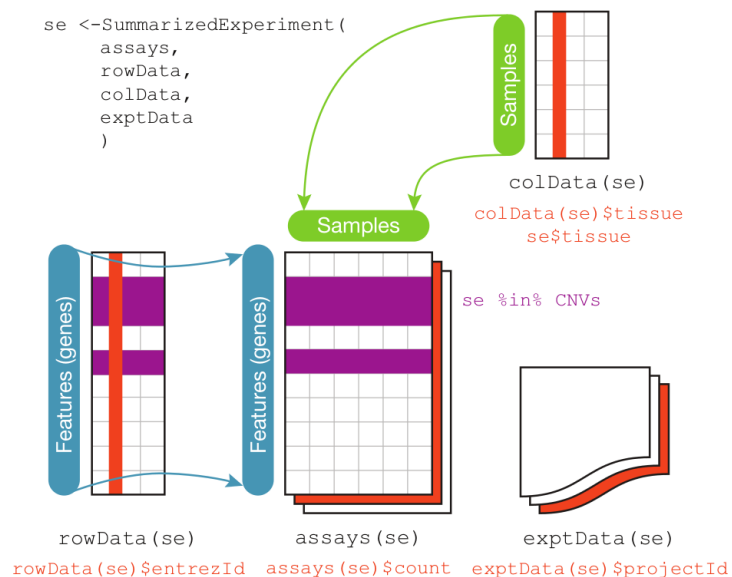 se <-SummarizedExperiment(
assays,
rowData,
colData,
exptData
)
Samples
colData(se)
colData(se)$tissue
se$tissue
Samples
Features (genes)
Features (genes)
se %in% CNVs
rowData(se)
assays(se)
exptData(se)
rowData(se)$entrezId
assays(se)$count
exptData(se)$projectId